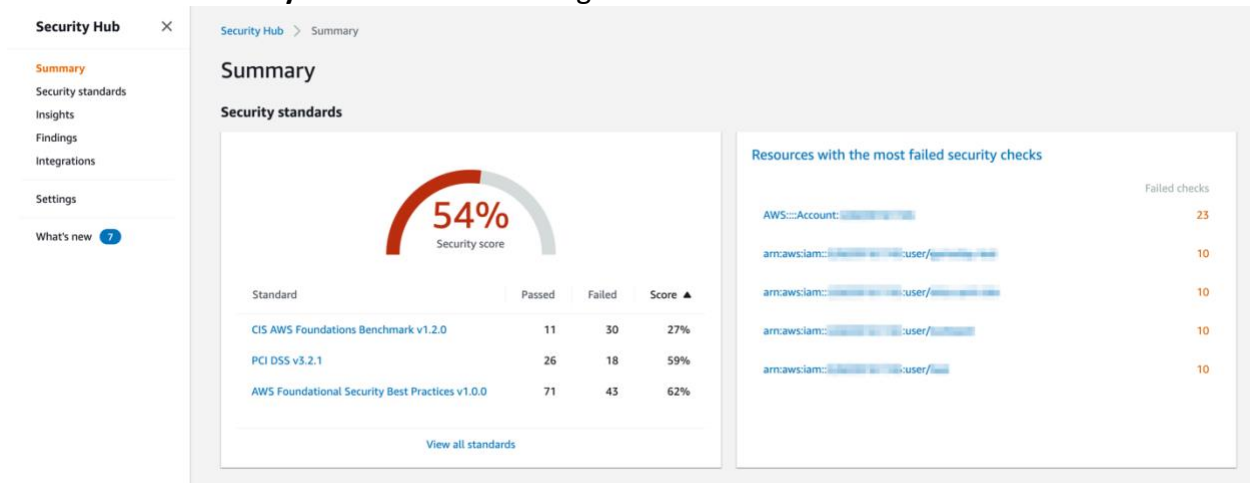 Security Hub
Summary
Security standards
Insights
Findings
Integrations
Settings
What's new 7
Security Hub > Summary
Summary
Security standards
54%
Security score
Standard Passed Failed Score ▲
CIS AWS Foundations Benchmark v1.2.0 11 30 27%
PCI DSS v3.2.1 26 18 59%
AWS Foundational Security Best Practices v1.0.0 71 43 62%
View all standards
Resources with the most failed security checks
Failed checks
AWS::::Account: 23
arn:aws:iam:: :user/ 10
arn:aws:iam:: :user/ 10
arn:aws:iam:: :user/ 10
arn:aws:iam:: :user/ 10